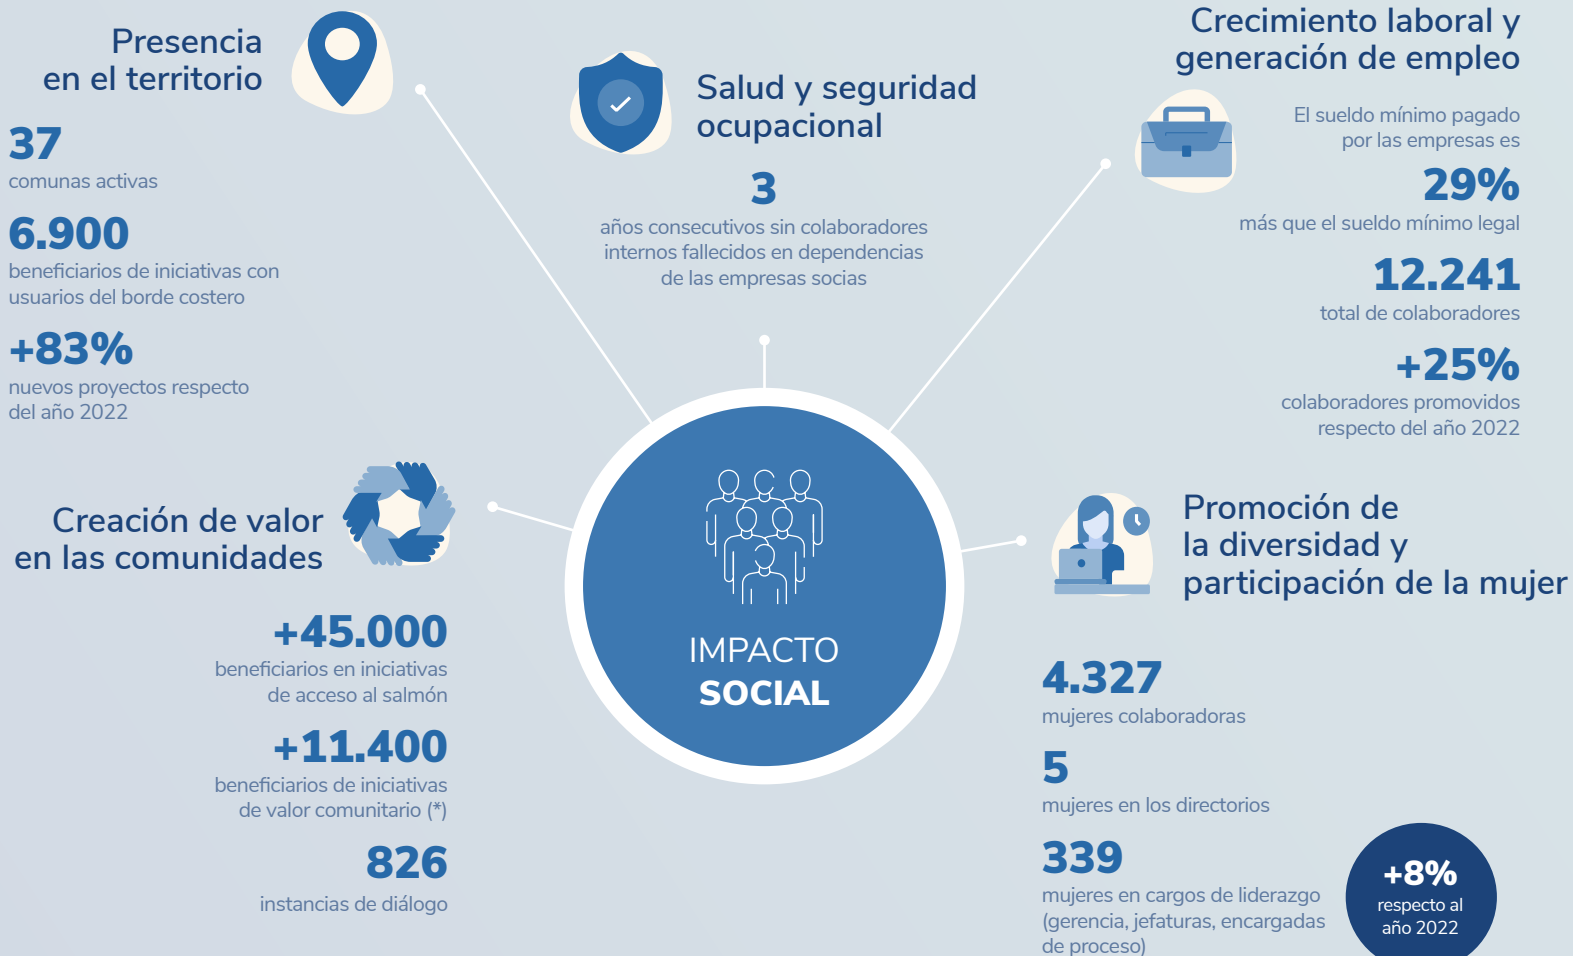 Presencia
en el territorio
37
comunas activas
6.900
beneficiarios de iniciativas con
usuarios del borde costero
+83%
nuevos proyectos respecto
del año 2022
Salud y seguridad
ocupacional
3
años consecutivos sin colaboradores
internos fallecidos en dependencias
de las empresas socias
Crecimiento laboral y
generación de empleo
El sueldo mínimo pagado
por las empresas es
29%
más que el sueldo mínimo legal
12.241
total de colaboradores
+25%
colaboradores promovidos
respecto del año 2022
Creación de valor
en las comunidades
+45.000
beneficiarios en iniciativas
de acceso al salmón
+11.400
beneficiarios de iniciativas
de valor comunitario (*)
826
instancias de diálogo
IMPACTO
SOCIAL
Promoción de
la diversidad y
participación de la mujer
4.327
mujeres colaboradoras
5
mujeres en los directorios
339
mujeres en cargos de liderazgo
(gerencia, jefaturas, encargadas
de proceso)
+8%
respecto al
año 2022